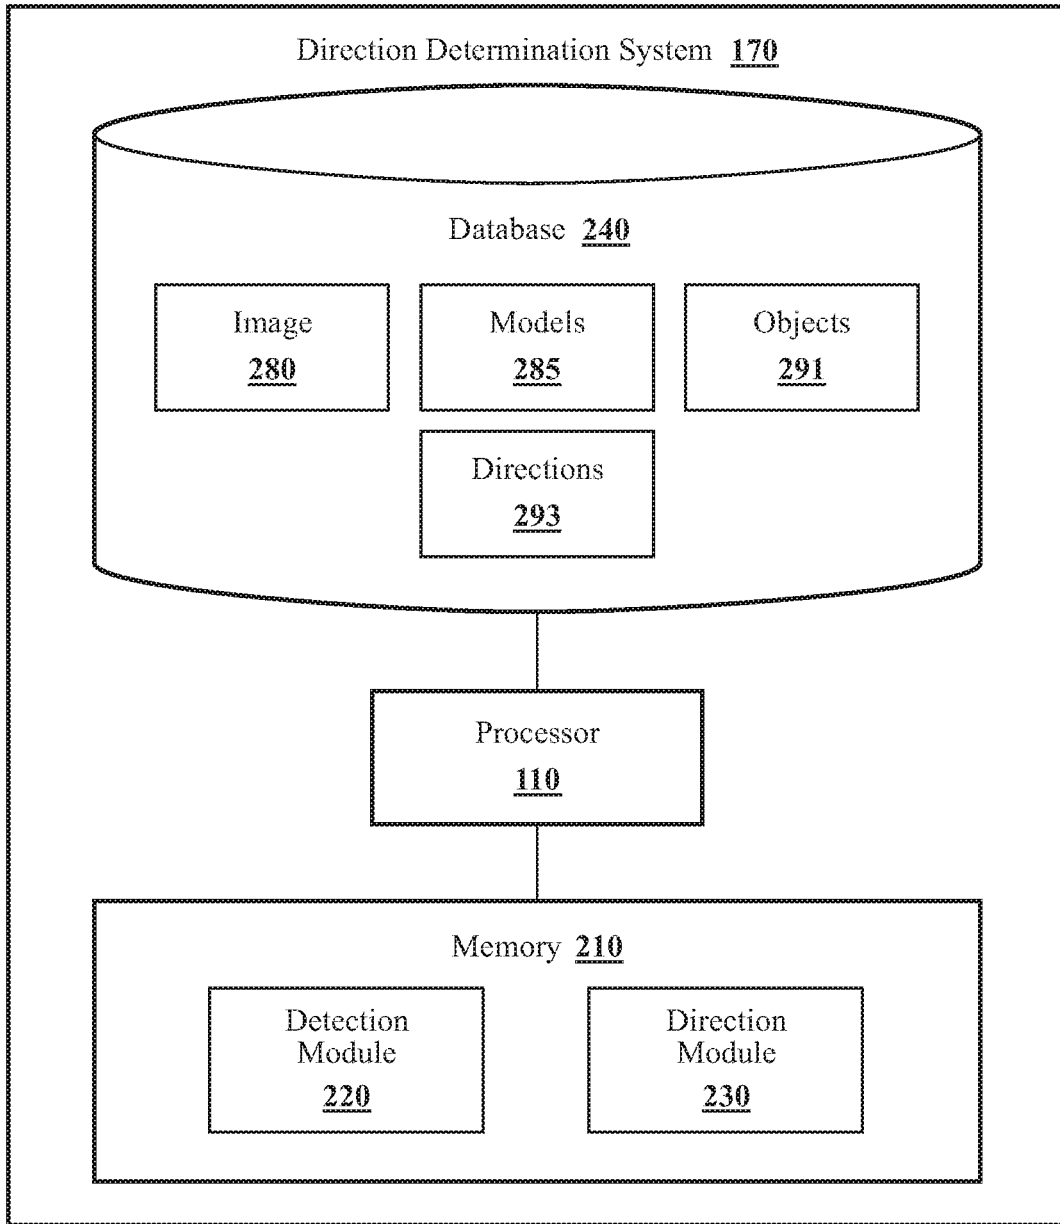 Direction Determination System 170
Database 240
Image
280
Models
285
Objects
291
Directions
293
Processor
110
Memory 210
Detection
Module
220
Direction
Module
230